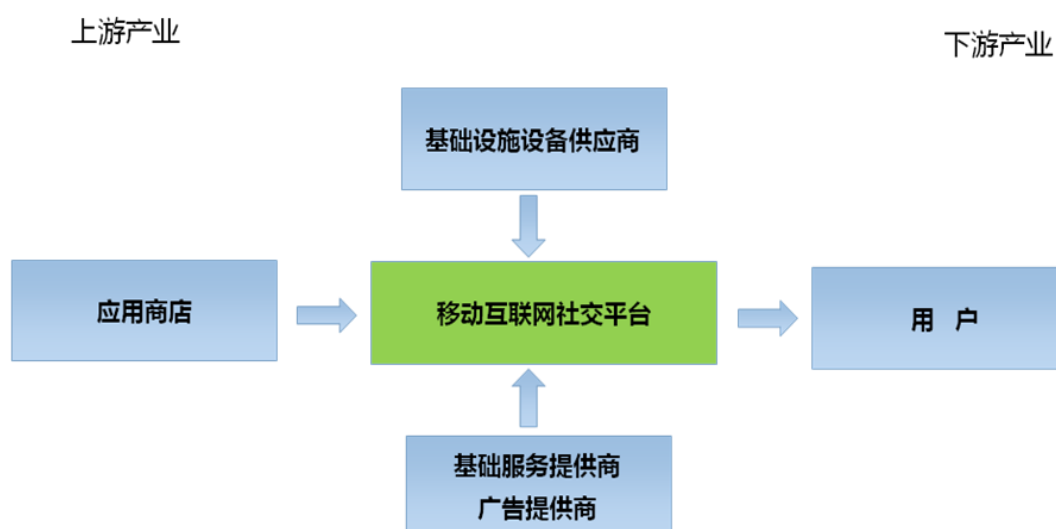 上游产业
下游产业
基础设施设备供应商
应用商店
移动互联网社交平台
用 户
基础服务提供商
广告提供商